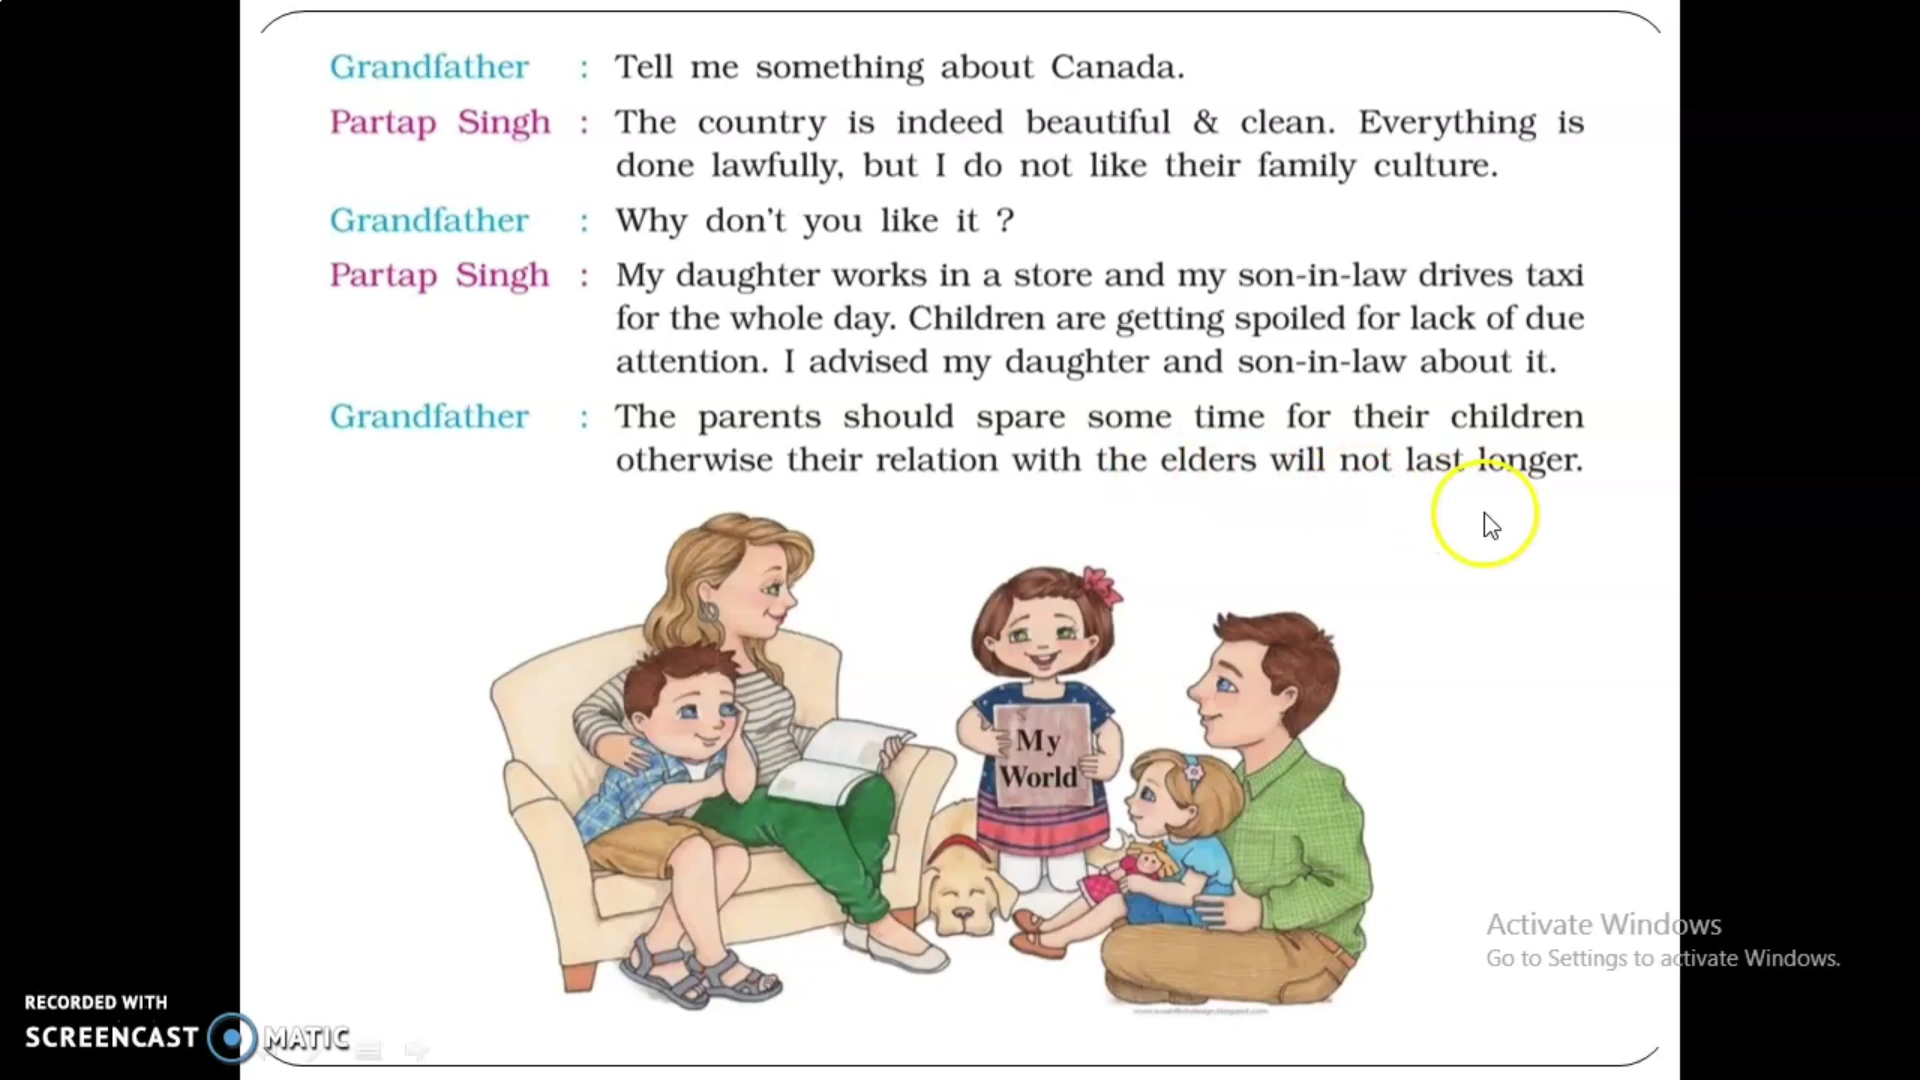 Grandfather : Tell me something about Canada.
Partap Singh : The country is indeed beautiful & clean. Everything is
done lawfully, but I do not like their family culture.
Grandfather : Why don't you like it ?
Partap Singh : My daughter works in a store and my son-in-law drives taxi
for the whole day. Children are getting spoiled for lack of due
attention. I advised my daughter and son-in-law about it.
Grandfather : The parents should spare some time for their children
otherwise their relation with the elders will not last longer.
My
World
Activate Windows
Go to Settings to activate Windows.
RECORDED WITH
SCREENCAST MATIC